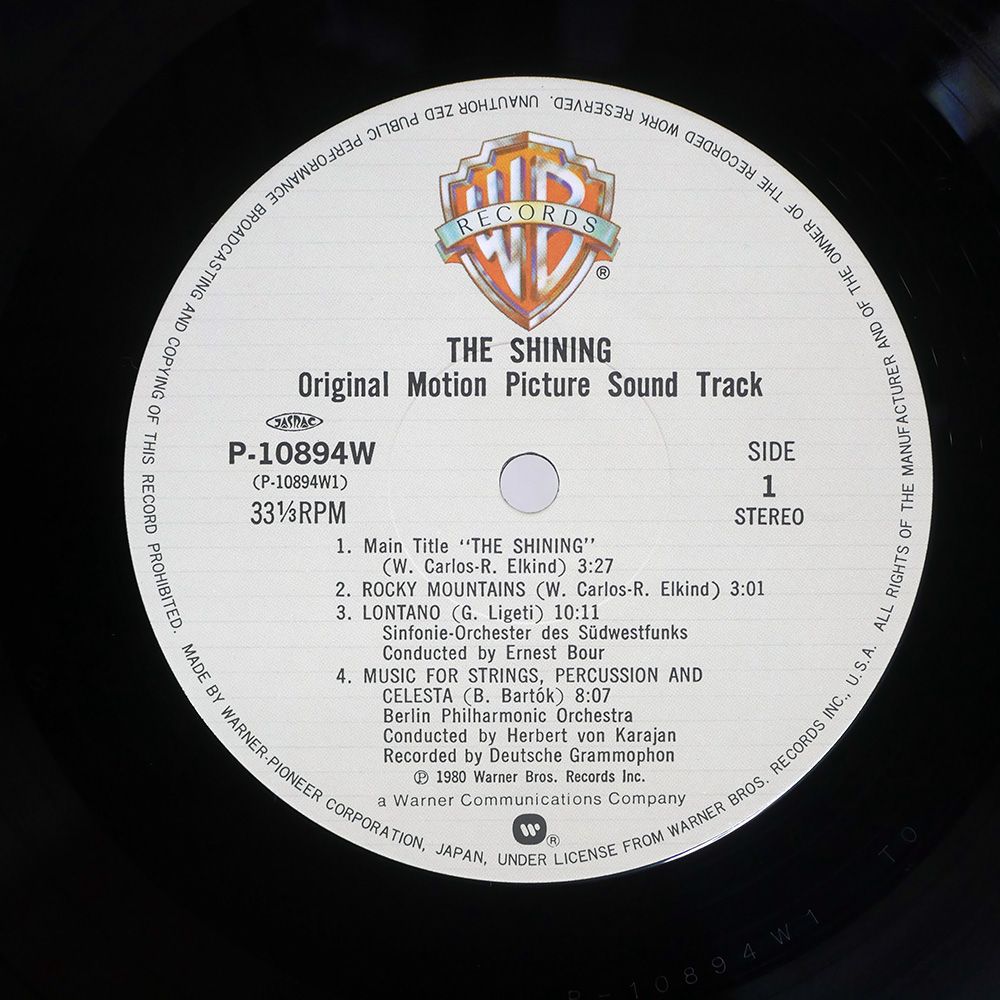 WB
RECORDS
®
THE SHINING
Original Motion Picture Sound Track
JASRAC
P-10894W
(P-10894W1)
33⅓RPM
SIDE
1
STEREO
1. Main Title "THE SHINING"
(W. Carlos-R. Elkind) 3:27
2. ROCKY MOUNTAINS (W. Carlos-R. Elkind) 3:01
3. LONTANO (G. Ligeti) 10:11
Sinfonie-Orchester des Südwestfunks
Conducted by Ernest Bour
4. MUSIC FOR STRINGS, PERCUSSION AND
CELESTA (B. Bartók) 8:07
Berlin Philharmonic Orchestra
Conducted by Herbert von Karajan
Recorded by Deutsche Grammophon
℗ 1980 Warner Bros. Records Inc.
a Warner Communications Company
®
MADE BY WARNER-PIONEER CORPORATION, JAPAN, UNDER LICENSE FROM WARNER BROS. RECORDS INC., U.S.A. ALL RIGHTS OF THE MANUFACTURER AND OF THE OWNER OF THE RECORDED WORK RESERVED. UNAUTHOR ZED PUBLIC PERFORMANCE BROADCASTING AND COPYING OF THIS RECORD PROHIBITED.
P-10894W1 TO